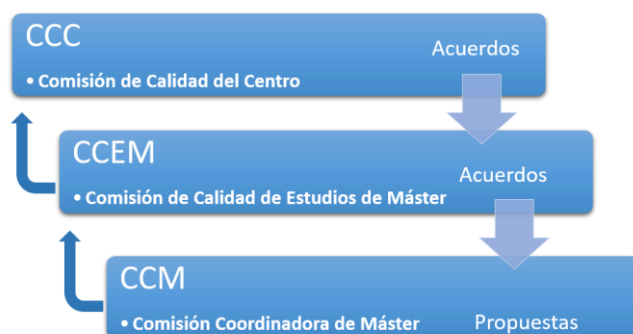 CCC
Acuerdos
• Comisión de Calidad del Centro
CCEM
Acuerdos
• Comisión de Calidad de Estudios de Máster
CCM
• Comisión Coordinadora de Máster
Propuestas